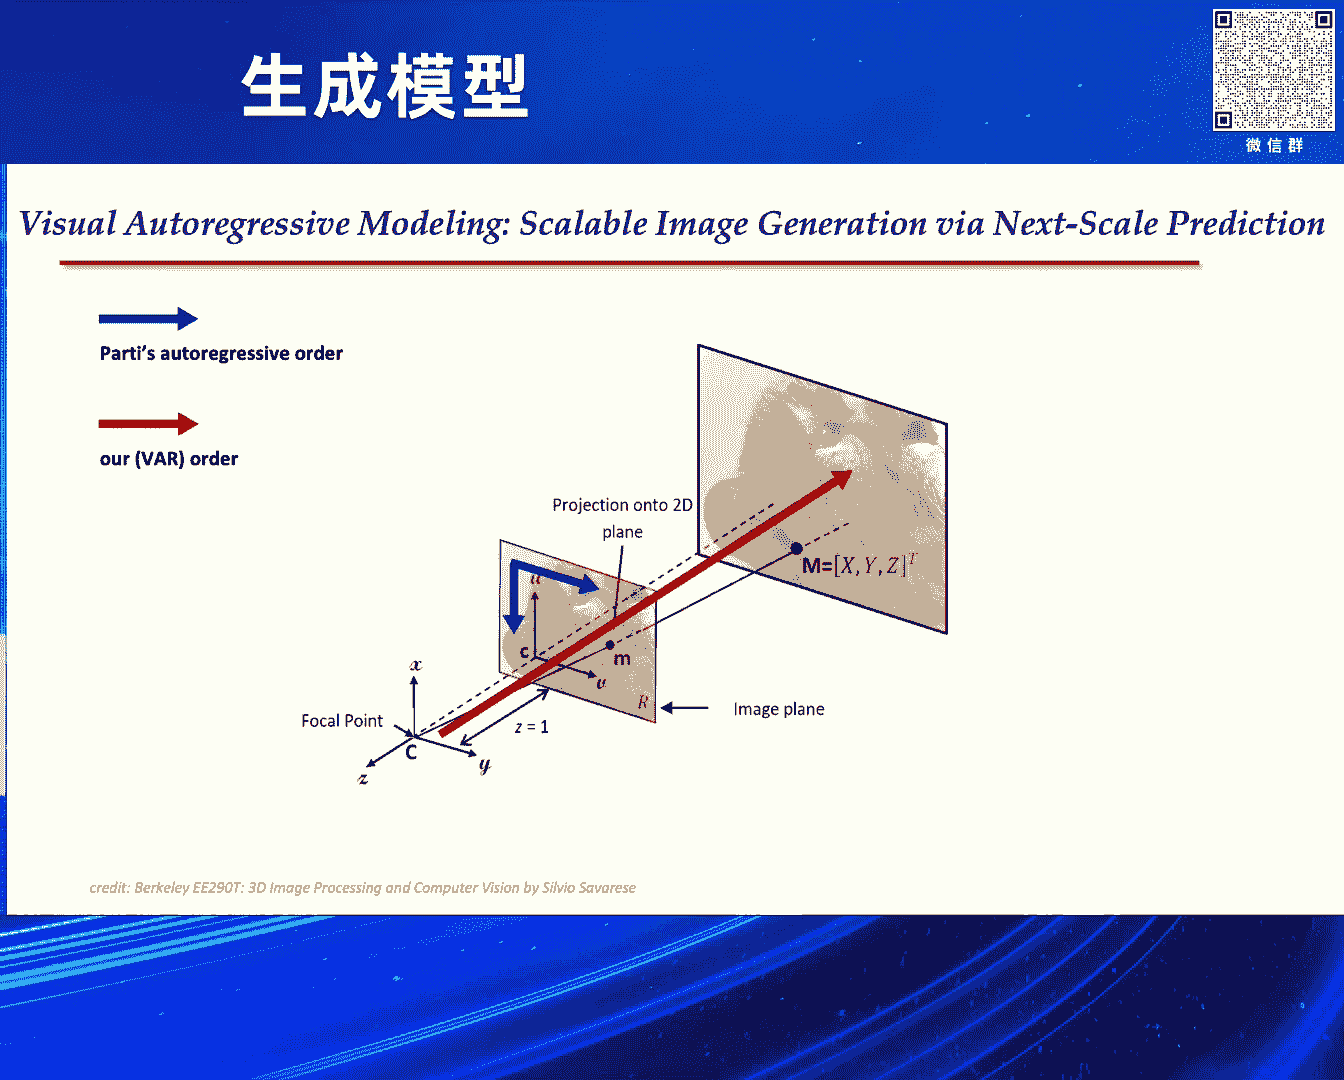 生成模型
微信群
Visual Autoregressive Modeling: Scalable Image Generation via Next-Scale Prediction
Parti's autoregressive order
our (VAR) order
Projection onto 2D
plane
M=[X,Y,Z]^T
u
c
m
υ
R
Image plane
x
Focal Point
C
z = 1
y
z
credit: Berkeley EE290T: 3D Image Processing and Computer Vision by Silvio Savarese